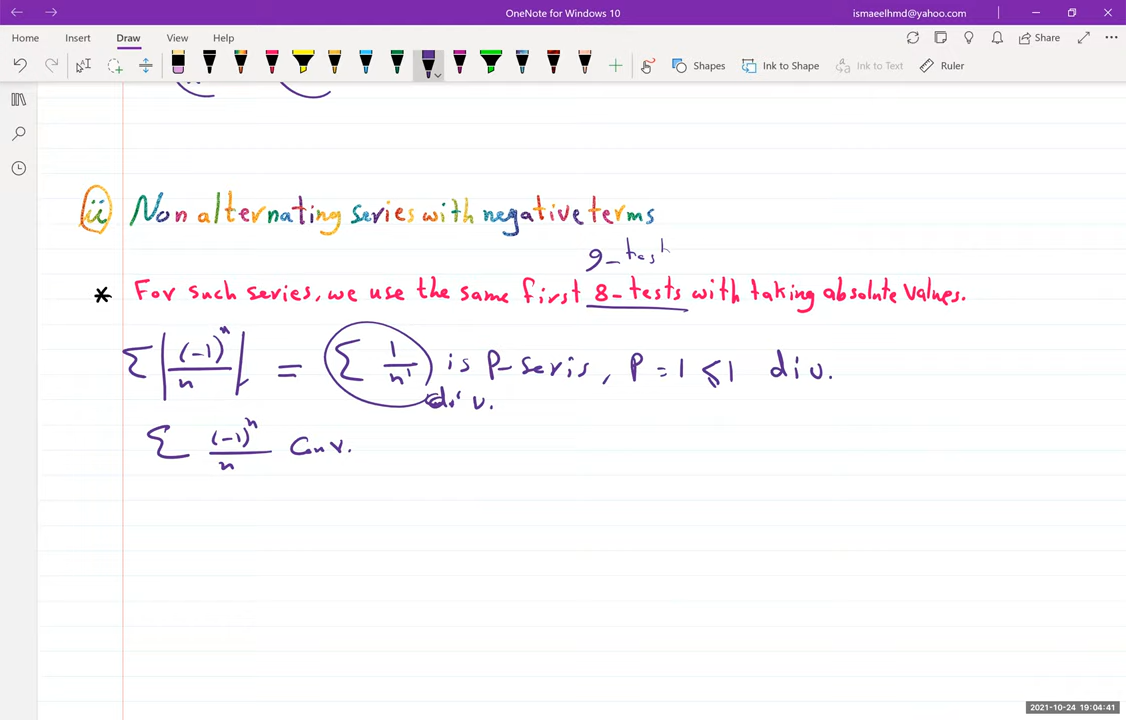 OneNote for Windows 10
ismaeelhmd@yahoo.com
Home Insert Draw View Help
Share
Shapes Ink to Shape Ink to Text Ruler
ii Non alternating series with negative terms
9_test
* For such series, we use the same first 8-tests with taking absolute values.
Σ|(-1)^n/n| = Σ 1/n^1 is P-seris, P=1≤1 div.
div.
Σ (-1)^n/n Conv.
2021-10-24 19:04:41